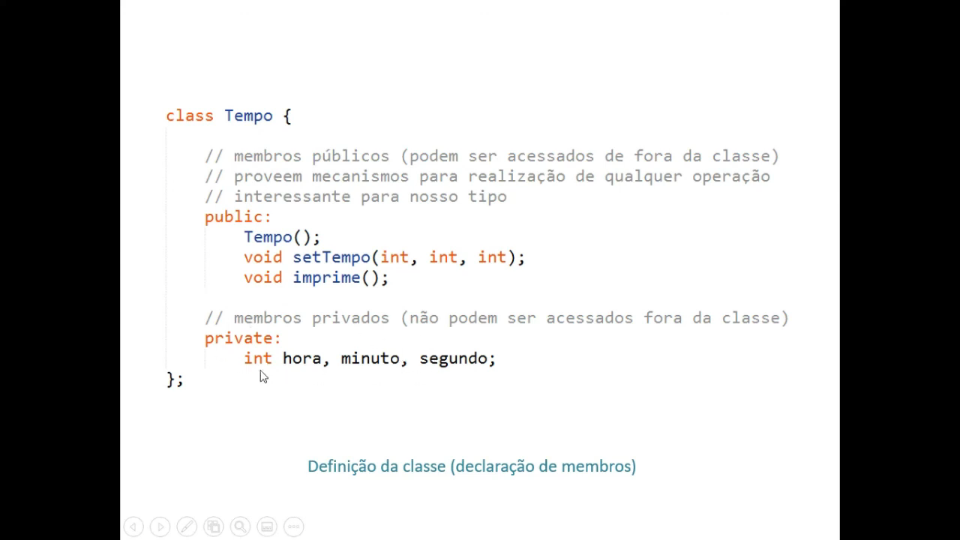 class Tempo {
// membros públicos (podem ser acessados de fora da classe)
// proveem mecanismos para realização de qualquer operação
// interessante para nosso tipo
public:
Tempo();
void setTempo(int, int, int);
void imprime();
// membros privados (não podem ser acessados fora da classe)
private:
int hora, minuto, segundo;
};
Definição da classe (declaração de membros)